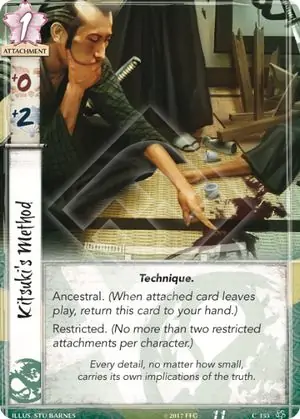 1
ATTACHMENT
+0
+2
Kitsuki's Method
Technique.
Ancestral. (When attached card leaves
play, return this card to your hand.)
Restricted. (No more than two restricted
attachments per character.)
Every detail, no matter how small,
carries its own implications of the truth.
ILLUS. STU BARNES
©2017 FFG